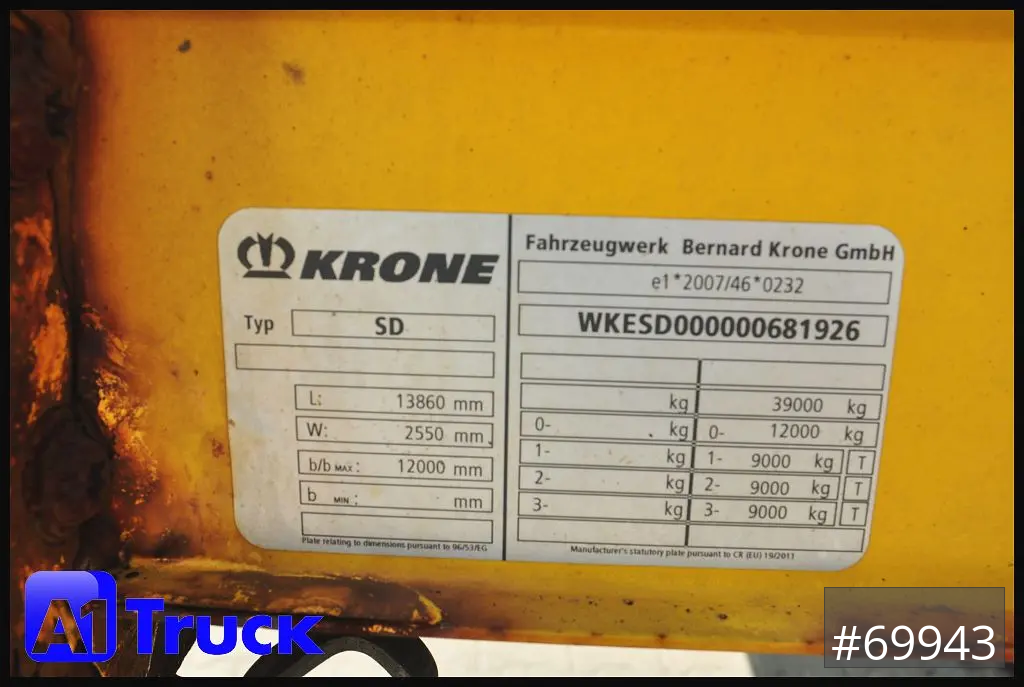 KRONE
Typ SD
L: 13860 mm
W: 2550 mm
b/b MAX : 12000 mm
b MIN : mm
Plate relating to dimensions pursuant to 96/53/EG
Fahrzeugwerk Bernard Krone GmbH
e1*2007/46*0232
WKESD000000681926
kg 39000 kg
0- kg 0- 12000 kg
1- kg 1- 9000 kg T
2- kg 2- 9000 kg T
3- kg 3- 9000 kg T
Manufacturer's statutory plate pursuant to CR (EU) 19/2011
A1 Truck
#69943